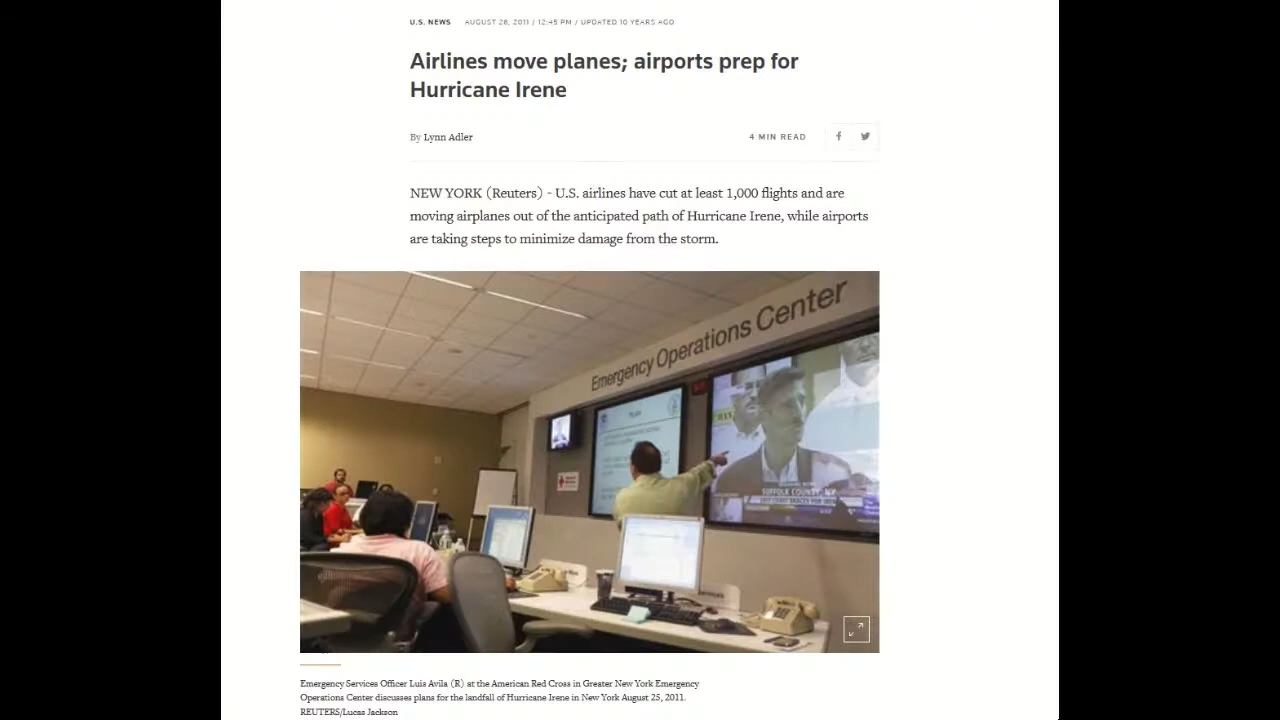 U.S. NEWS AUGUST 26, 2011 / 12:45 PM / UPDATED 10 YEARS AGO
Airlines move planes; airports prep for
Hurricane Irene
By Lynn Adler
4 MIN READ
NEW YORK (Reuters) - U.S. airlines have cut at least 1,000 flights and are
moving airplanes out of the anticipated path of Hurricane Irene, while airports
are taking steps to minimize damage from the storm.
Emergency Operations Center
SUFFOLK COUNTY, NY
Emergency Services Officer Luis Avila (R) at the American Red Cross in Greater New York Emergency
Operations Center discusses plans for the landfall of Hurricane Irene in New York August 25, 2011.
REUTERS/Lucas Jackson